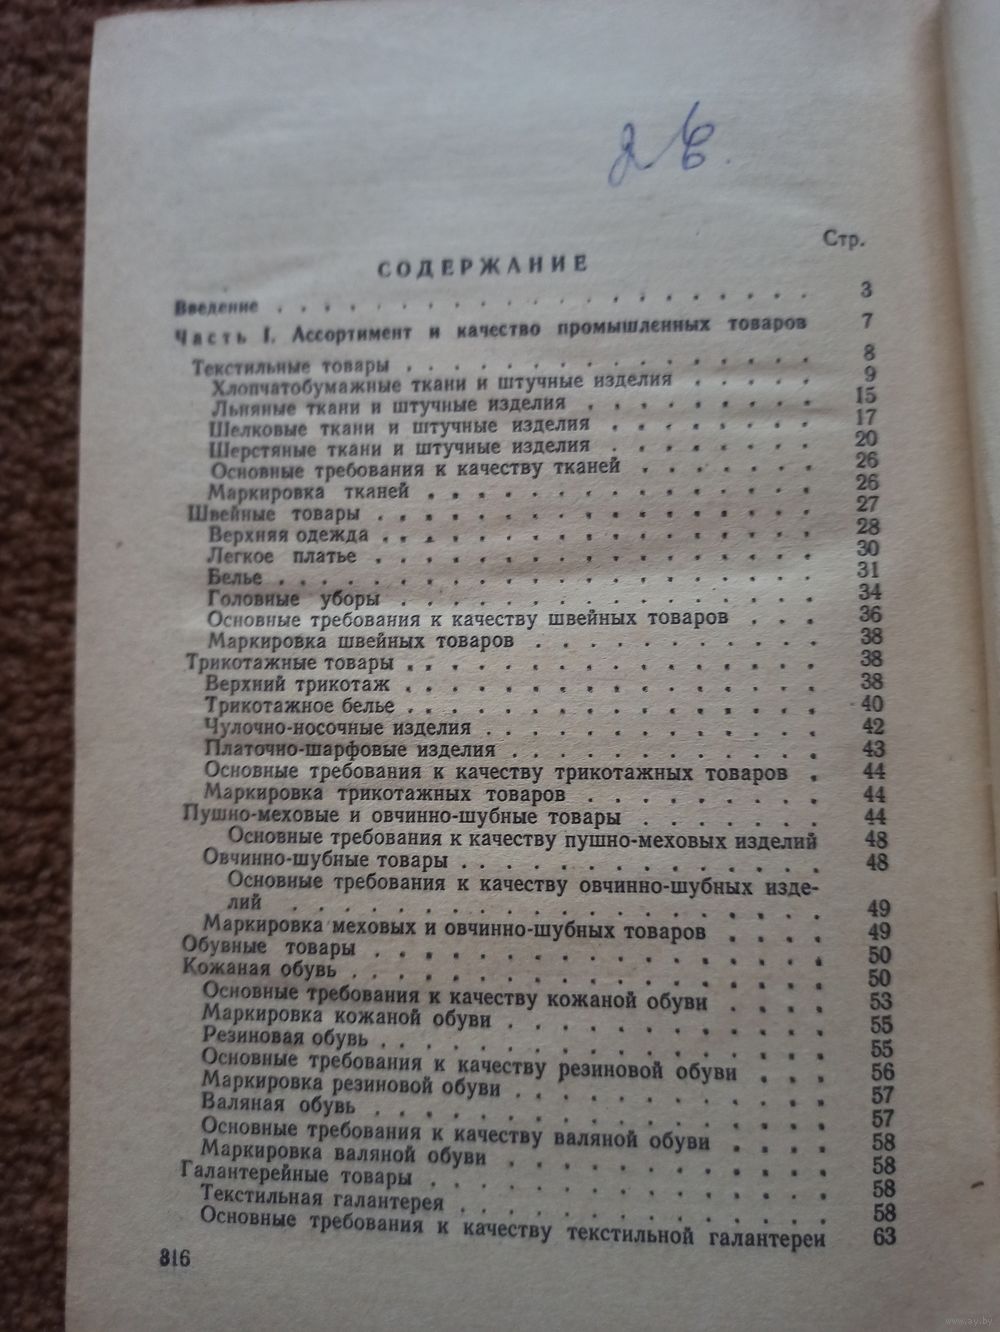 Стр.
СОДЕРЖАНИЕ
Введение . . . . . . . . . . . . . . . . . . . 3
Часть I. Ассортимент и качество промышленных товаров 7
Текстильные товары . . . . . . . . . . . . . . 8
Хлопчатобумажные ткани и штучные изделия . . . . . 9
Льняные ткани и штучные изделия . . . . . . . . . 15
Шелковые ткани и штучные изделия . . . . . . . . 17
Шерстяные ткани и штучные изделия . . . . . . . . 20
Основные требования к качеству тканей . . . . . . . 26
Маркировка тканей . . . . . . . . . . . . . . . 26
Швейные товары . . . . . . . . . . . . . . . . . 27
Верхняя одежда . . . . . . . . . . . . . . . . . 28
Легкое платье . . . . . . . . . . . . . . . . . 30
Белье . . . . . . . . . . . . . . . . . . . . . 31
Головные уборы . . . . . . . . . . . . . . . . 34
Основные требования к качеству швейных товаров . . . 36
Маркировка швейных товаров . . . . . . . . . . . 38
Трикотажные товары . . . . . . . . . . . . . . . 38
Верхний трикотаж . . . . . . . . . . . . . . . . 38
Трикотажное белье . . . . . . . . . . . . . . . 40
Чулочно-носочные изделия . . . . . . . . . . . . 42
Платочно-шарфовые изделия . . . . . . . . . . . 43
Основные требования к качеству трикотажных товаров . 44
Маркировка трикотажных товаров . . . . . . . . . 44
Пушно-меховые и овчинно-шубные товары . . . . . . . 44
Основные требования к качеству пушно-меховых изделий 48
Овчинно-шубные товары . . . . . . . . . . . . . 48
Основные требования к качеству овчинно-шубных изде-
лий . . . . . . . . . . . . . . . . . . . . 49
Маркировка меховых и овчинно-шубных товаров . . . . 49
Обувные товары . . . . . . . . . . . . . . . . . 50
Кожаная обувь . . . . . . . . . . . . . . . . . . 50
Основные требования к качеству кожаной обуви . . . . 53
Маркировка кожаной обуви . . . . . . . . . . . . 55
Резиновая обувь . . . . . . . . . . . . . . . . . 55
Основные требования к качеству резиновой обуви . . . 56
Маркировка резиновой обуви . . . . . . . . . . . 57
Валяная обувь . . . . . . . . . . . . . . . . . 57
Основные требования к качеству валяной обуви . . . . 58
Маркировка валяной обуви . . . . . . . . . . . . 58
Галантерейные товары . . . . . . . . . . . . . . . 58
Текстильная галантерея . . . . . . . . . . . . . . 58
Основные требования к качеству текстильной галантереи 63
316
www.ay.by